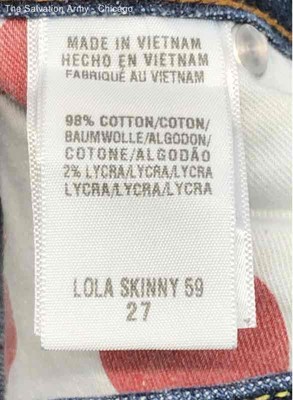 The Salvation Army - Chicago
MADE IN VIETNAM
HECHO EN VIETNAM
FABRIQUÉ AU VIETNAM
98% COTTON/COTON/
BAUMWOLLE/ALGODON/
COTONE/ALGODÃO
2% LYCRA/LYCRA/LYCRA
LYCRA/LYCRA/LYCRA
LOLA SKINNY 59
27